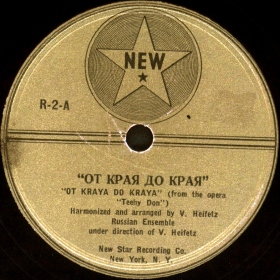 NEW
R-2-A
"ОТ КРАЯ ДО КРАЯ"
"OT KRAYA DO KRAYA" (from the opera
"Teehy Don")
Harmonized and arranged by V. Heifetz
Russian Ensemble
under direction of V. Heifetz
New Star Recording Co.
New York, N. Y.